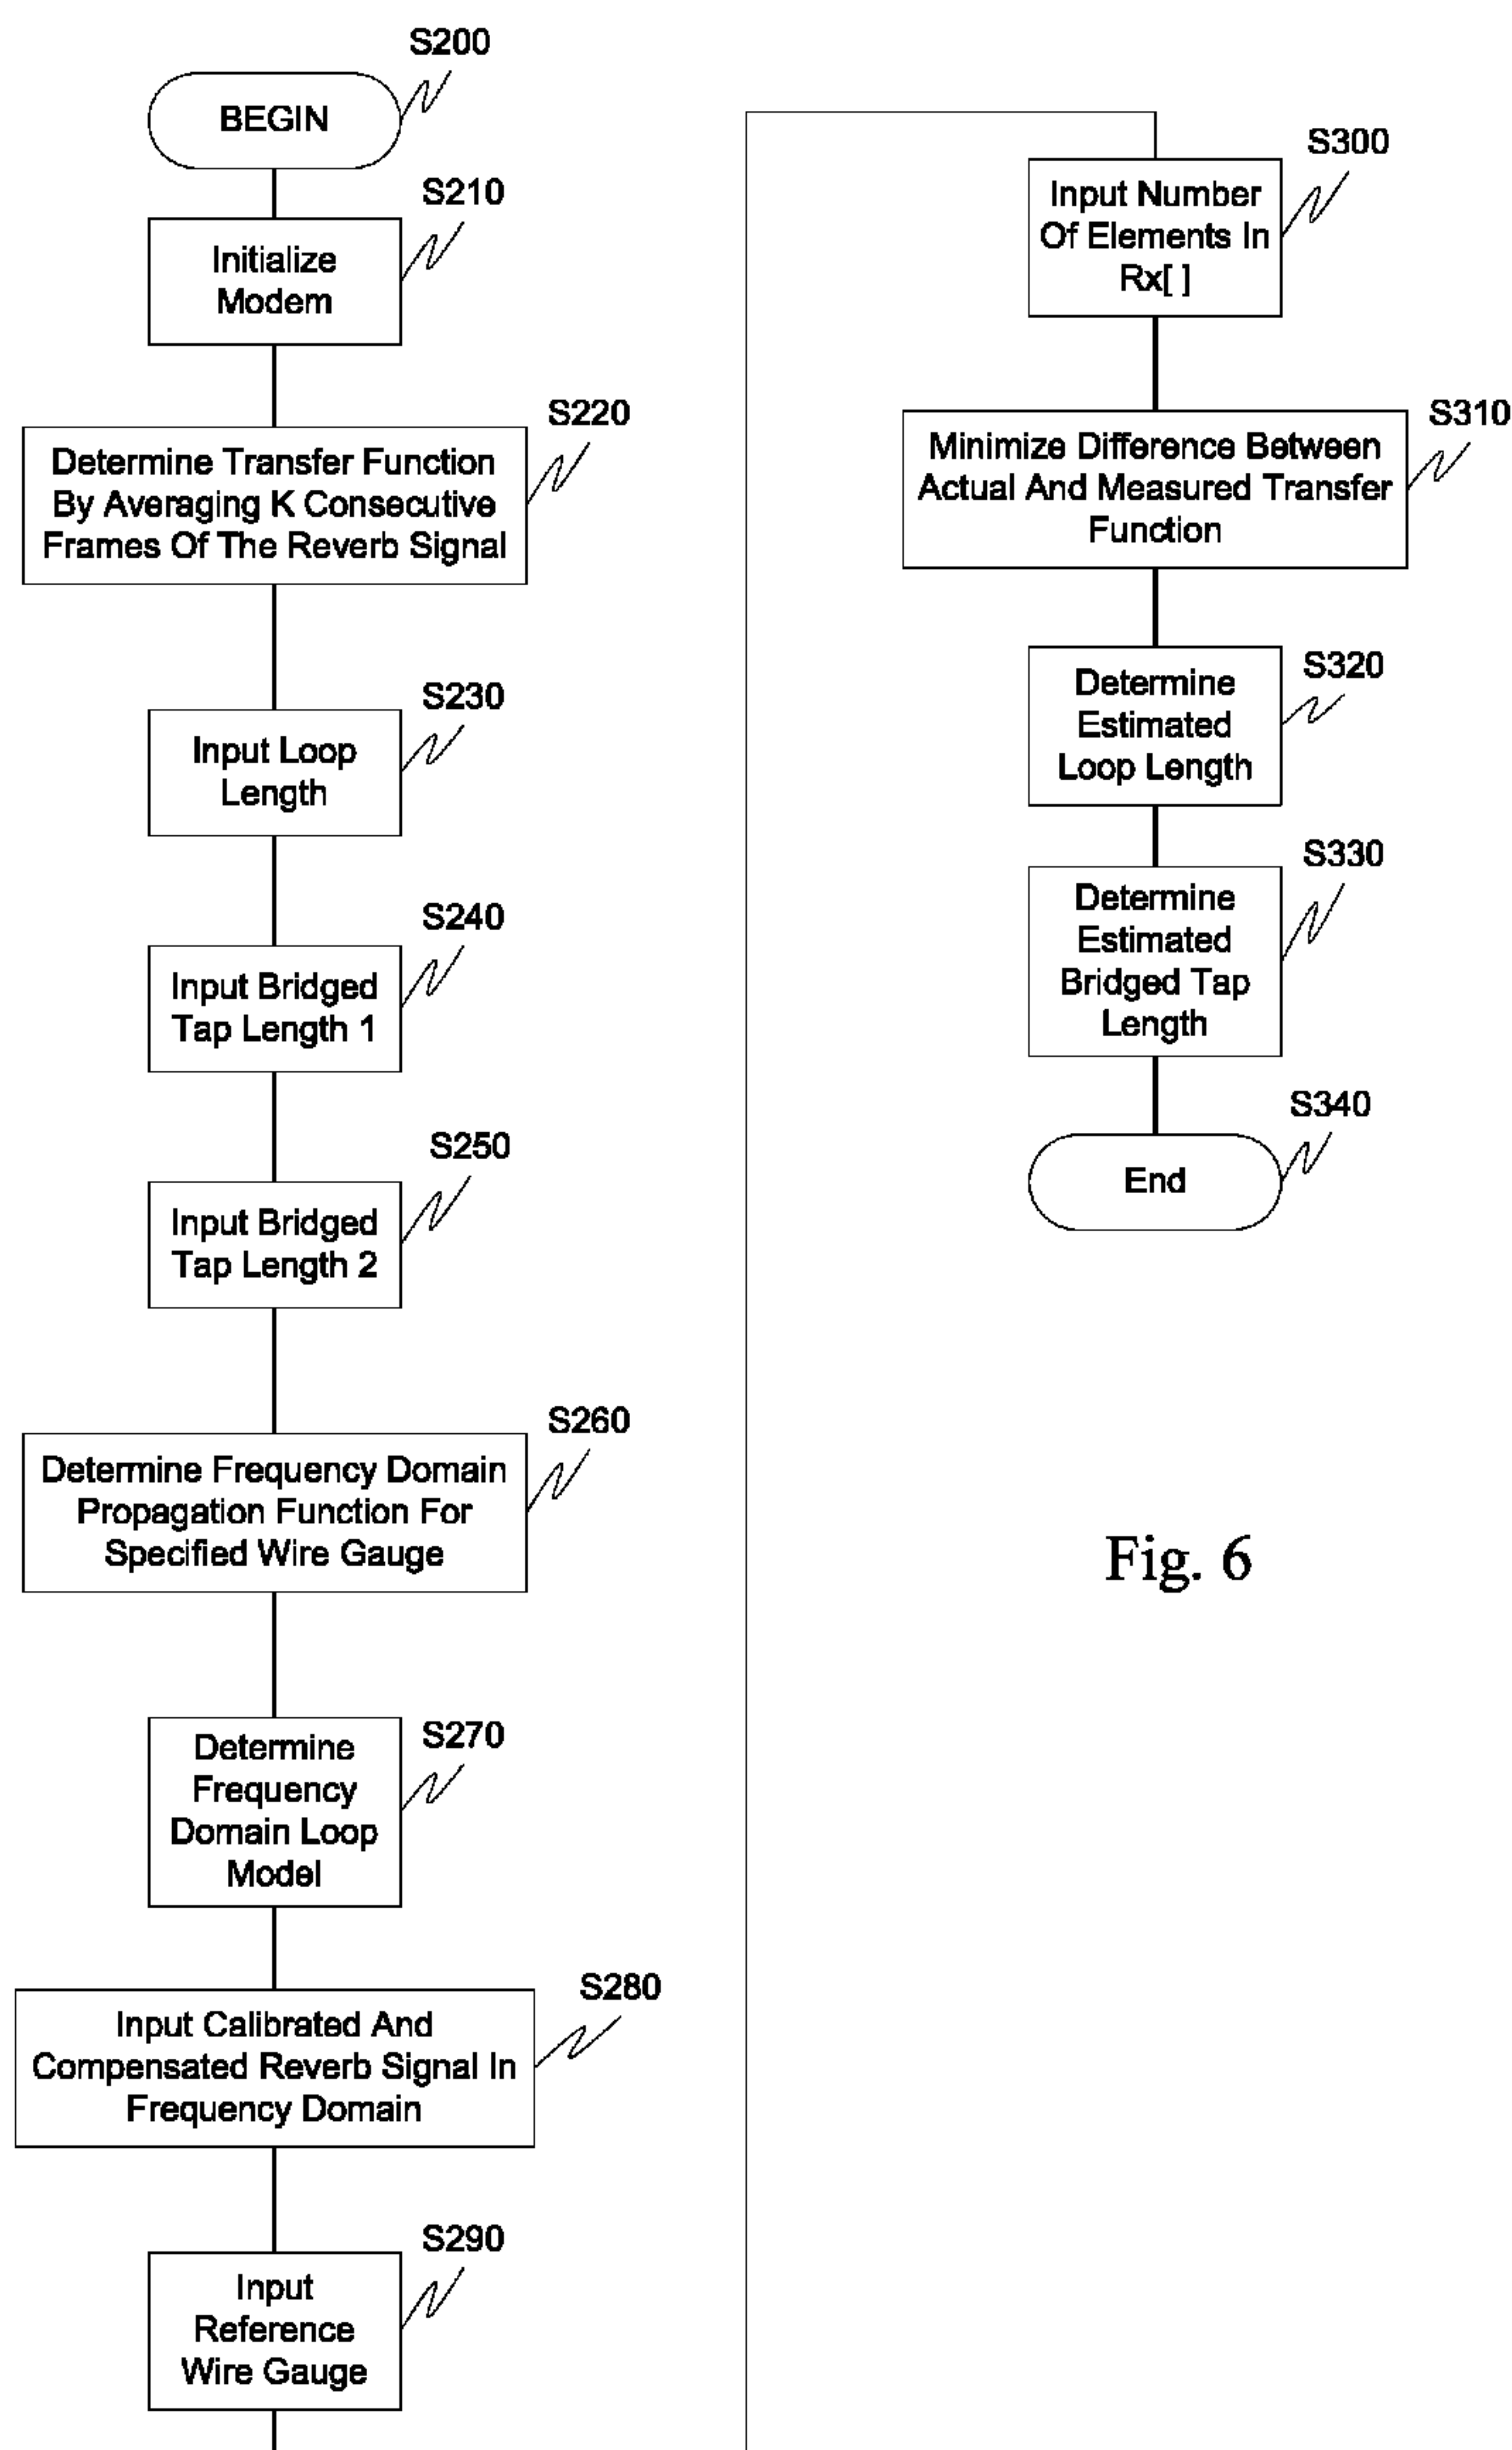 S200
BEGIN
S210
Initialize
Modem
S220
Determine Transfer Function
By Averaging K Consecutive
Frames Of The Reverb Signal
S230
Input Loop
Length
S240
Input Bridged
Tap Length 1
S250
Input Bridged
Tap Length 2
S260
Determine Frequency Domain
Propagation Function For
Specified Wire Gauge
S270
Determine
Frequency
Domain Loop
Model
S280
Input Calibrated And
Compensated Reverb Signal In
Frequency Domain
S290
Input
Reference
Wire Gauge
S300
Input Number
Of Elements In
Rx[ ]
S310
Minimize Difference Between
Actual And Measured Transfer
Function
S320
Determine
Estimated
Loop Length
S330
Determine
Estimated
Bridged Tap
Length
S340
End
Fig. 6